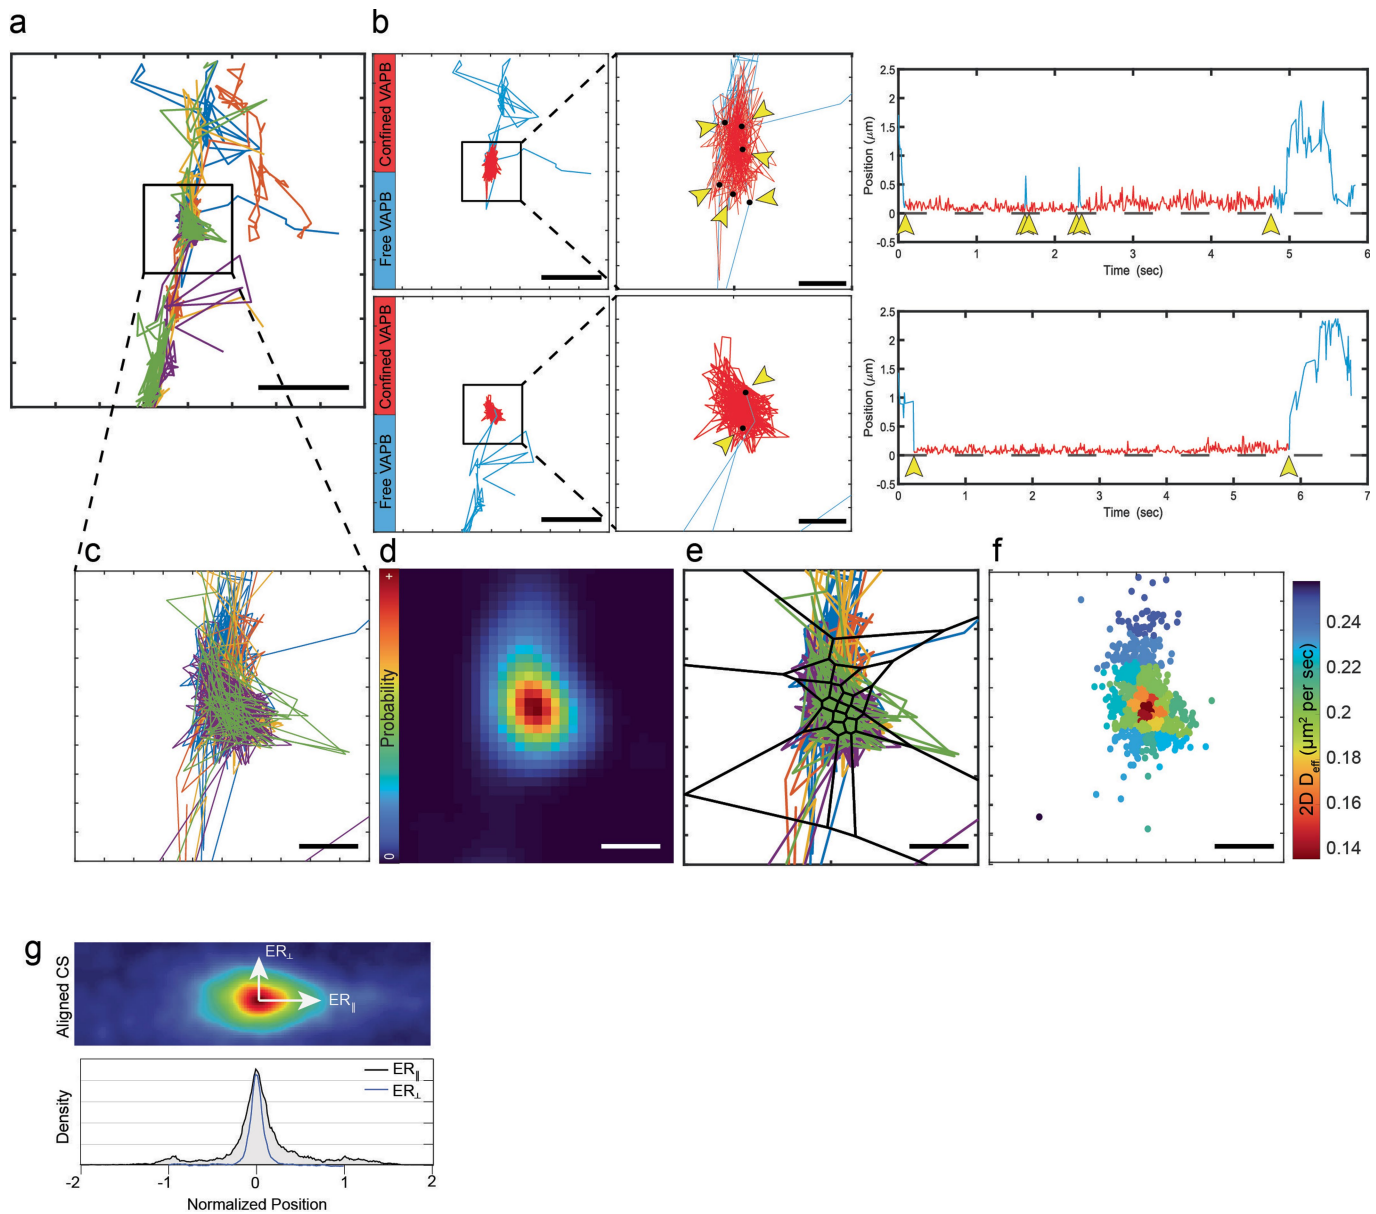 a
b
Confined VAPB
Free VAPB
Position (μm)
2.5
2
1.5
1
0.5
0
-0.5
0 1 2 3 4 5 6
Time (sec)
Confined VAPB
Free VAPB
Position (μm)
2.5
2
1.5
1
0.5
0
-0.5
0 1 2 3 4 5 6 7
Time (sec)
c
d
+
Probability
0
e
f
0.24
0.22
0.2
0.18
0.16
0.14
2D D_eff (μm² per sec)
g
Aligned CS
ER⊥
ER∥
Density
ER∥
ER⊥
-2 -1 0 1 2
Normalized Position